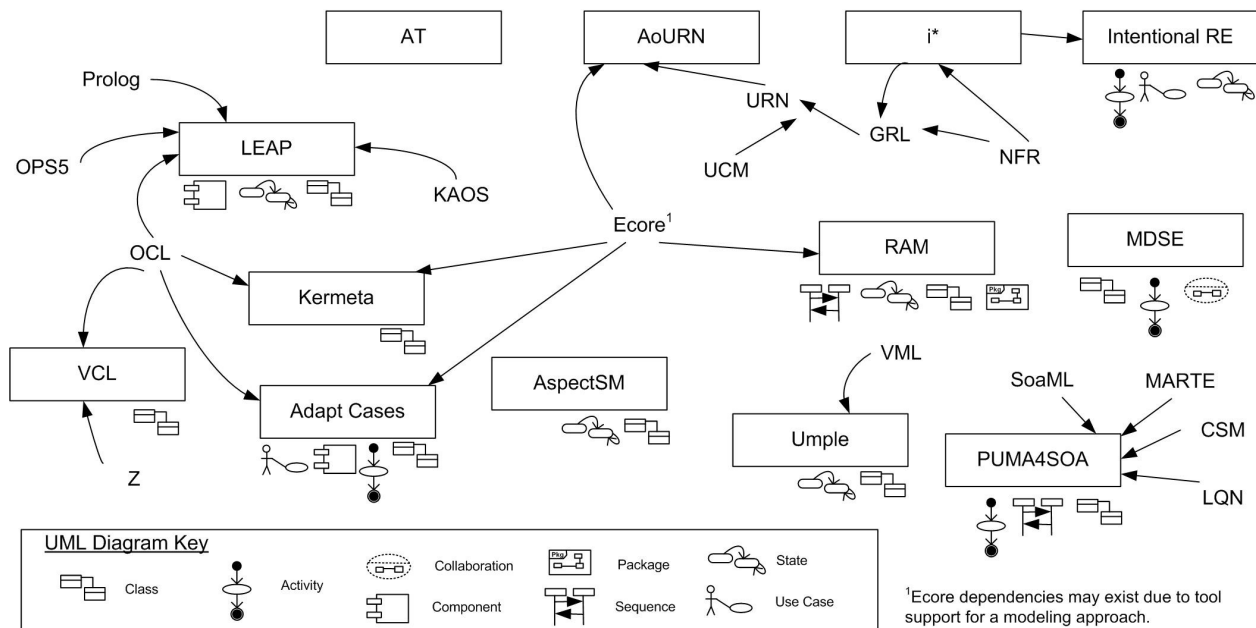 AT
AoURN
i*
Intentional RE
Prolog
URN
LEAP
GRL
OPS5
UCM
NFR
KAOS
Ecore1
OCL
RAM
MDSE
Kermeta
Pkg
VML
VCL
AspectSM
SoaML
MARTE
Adapt Cases
Umple
CSM
PUMA4SOA
Z
LQN
UML Diagram Key
Class
Activity
Collaboration
Pkg
Package
State
Component
Sequence
Use Case
1Ecore dependencies may exist due to tool
support for a modeling approach.